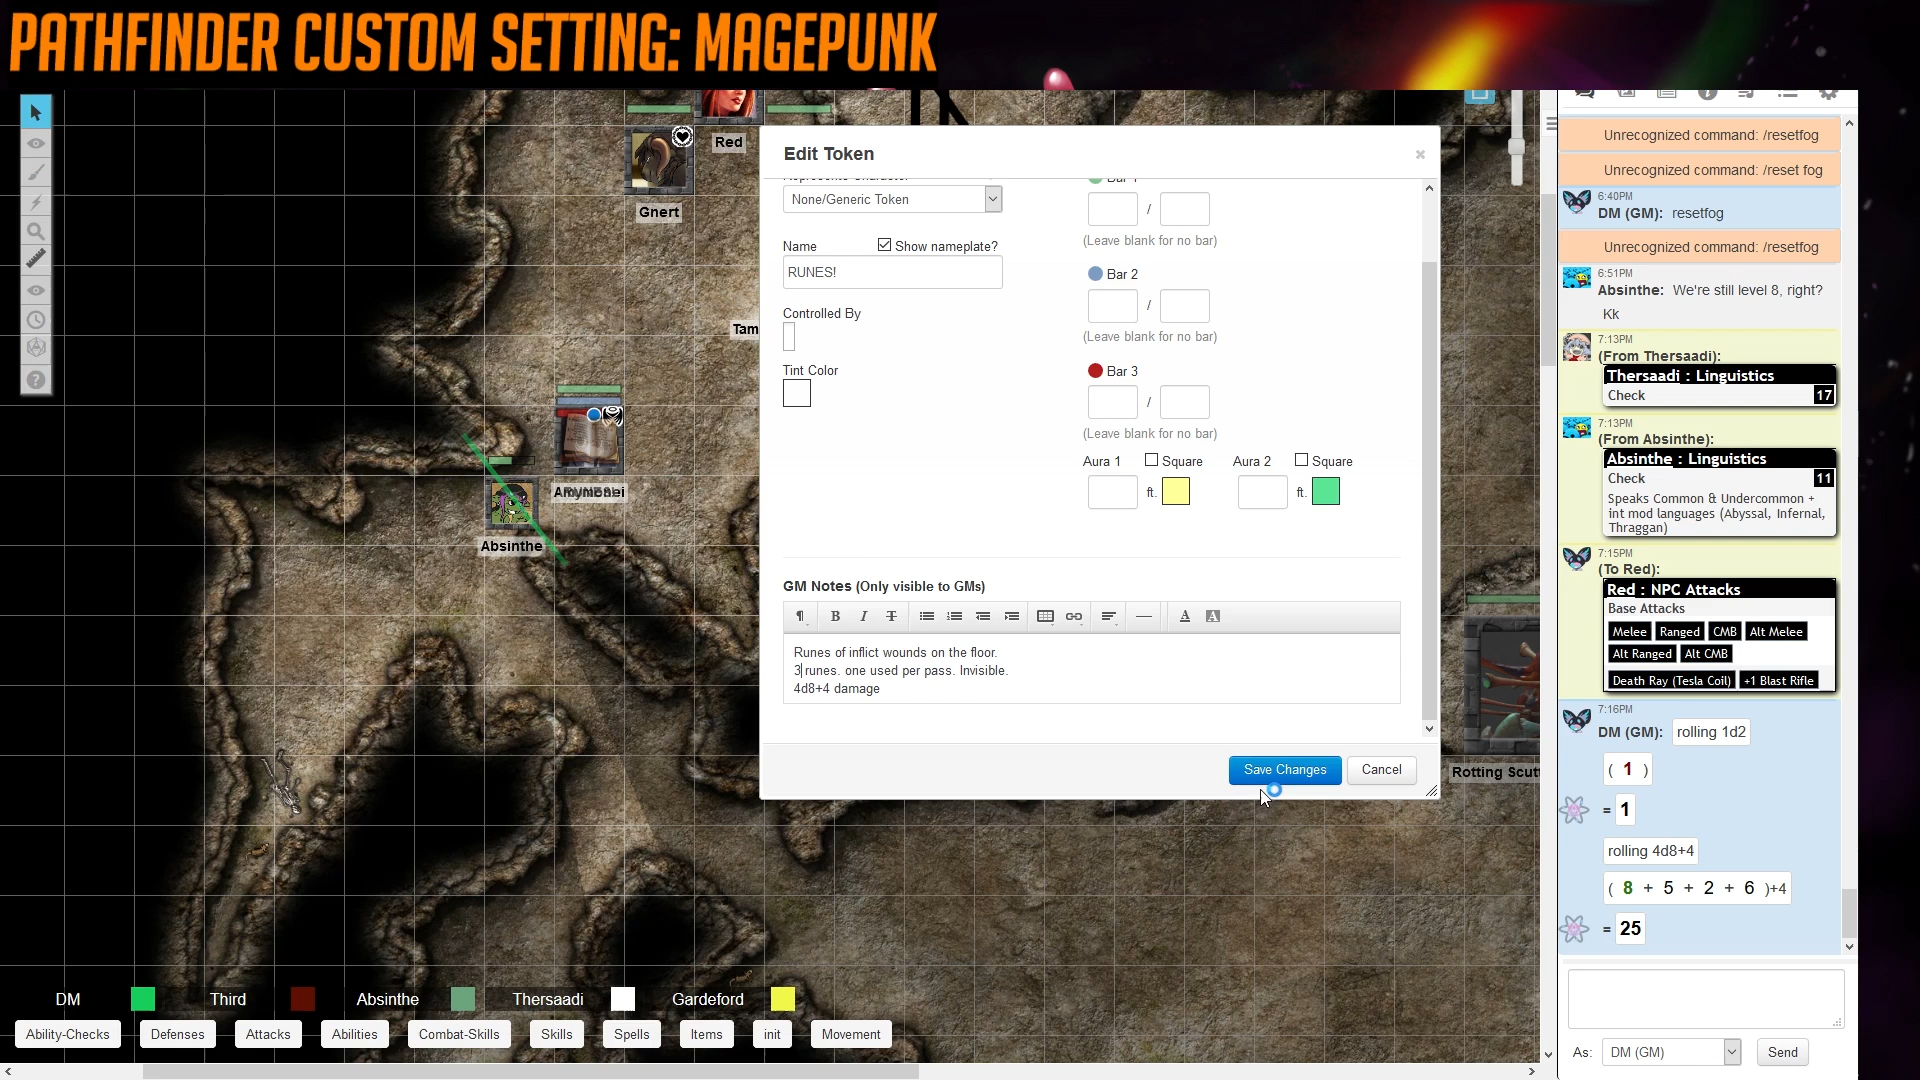 PATHFINDER CUSTOM SETTING: MAGEPUNK
Red
Gnert
Tam
Absinthe
Rotting Scutt
Edit Token
None/Generic Token
Name
Show nameplate?
RUNES!
Controlled By
Tint Color
Bar 1
/
(Leave blank for no bar)
Bar 2
/
(Leave blank for no bar)
Bar 3
/
(Leave blank for no bar)
Aura 1 Square Aura 2 Square
ft. ft.
GM Notes (Only visible to GMs)
B I T
A A
Runes of inflict wounds on the floor.
3 runes. one used per pass. Invisible.
4d8+4 damage
Save Changes Cancel
Unrecognized command: /resetfog
Unrecognized command: /reset fog
6:40PM
DM (GM): resetfog
Unrecognized command: /resetfog
6:51PM
Absinthe: We're still level 8, right?
Kk
7:13PM
(From Thersaadi):
Thersaadi : Linguistics
Check 17
7:13PM
(From Absinthe):
Absinthe : Linguistics
Check 11
Speaks Common & Undercommon +
int mod languages (Abyssal, Infernal,
Thraggan)
7:15PM
(To Red):
Red : NPC Attacks
Base Attacks
Melee Ranged CMB Alt Melee
Alt Ranged Alt CMB
Death Ray (Tesla Coil) +1 Blast Rifle
7:16PM
DM (GM): rolling 1d2
( 1 )
= 1
rolling 4d8+4
( 8 + 5 + 2 + 6 )+4
= 25
As: DM (GM) Send
DM Third Absinthe Thersaadi Gardeford
Ability-Checks Defenses Attacks Abilities Combat-Skills Skills Spells Items init Movement